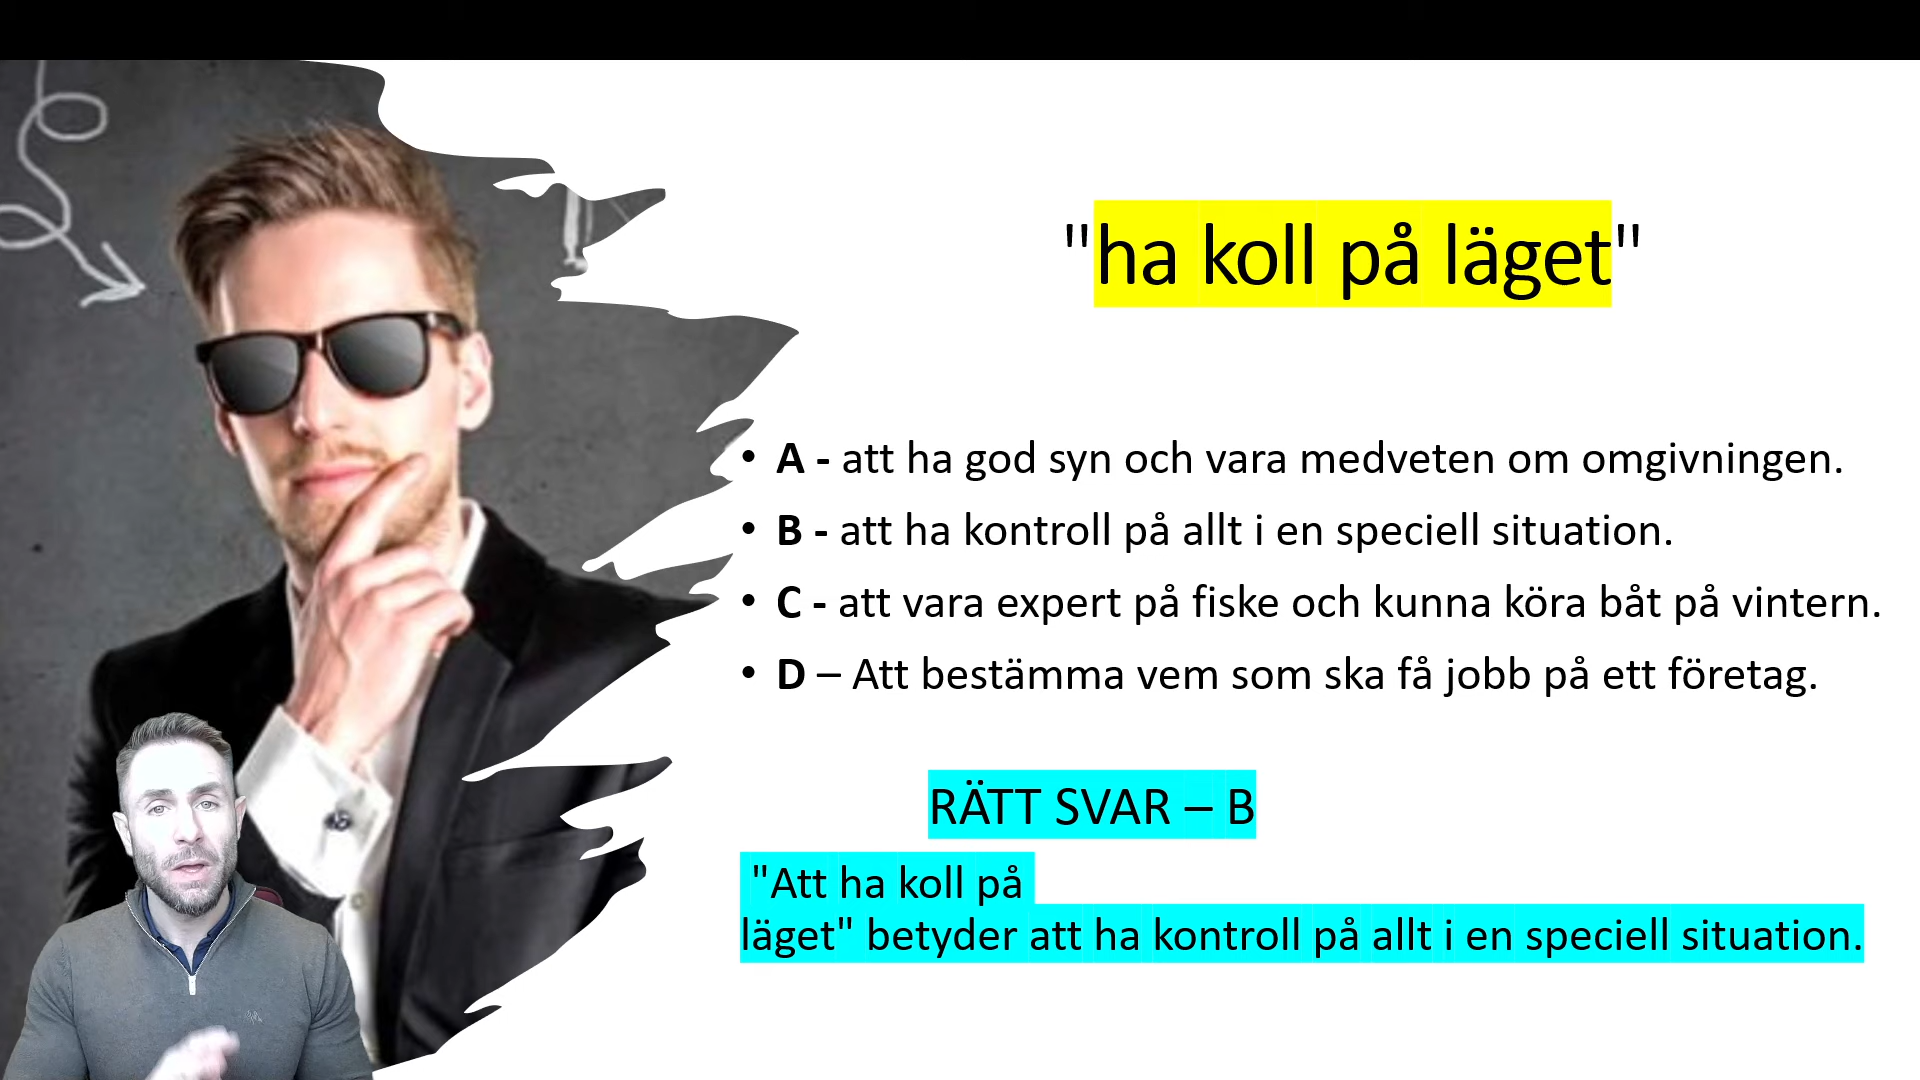 "ha koll på läget"
• A - att ha god syn och vara medveten om omgivningen.
• B - att ha kontroll på allt i en speciell situation.
• C - att vara expert på fiske och kunna köra båt på vintern.
• D – Att bestämma vem som ska få jobb på ett företag.
RÄTT SVAR – B
"Att ha koll på
läget" betyder att ha kontroll på allt i en speciell situation.